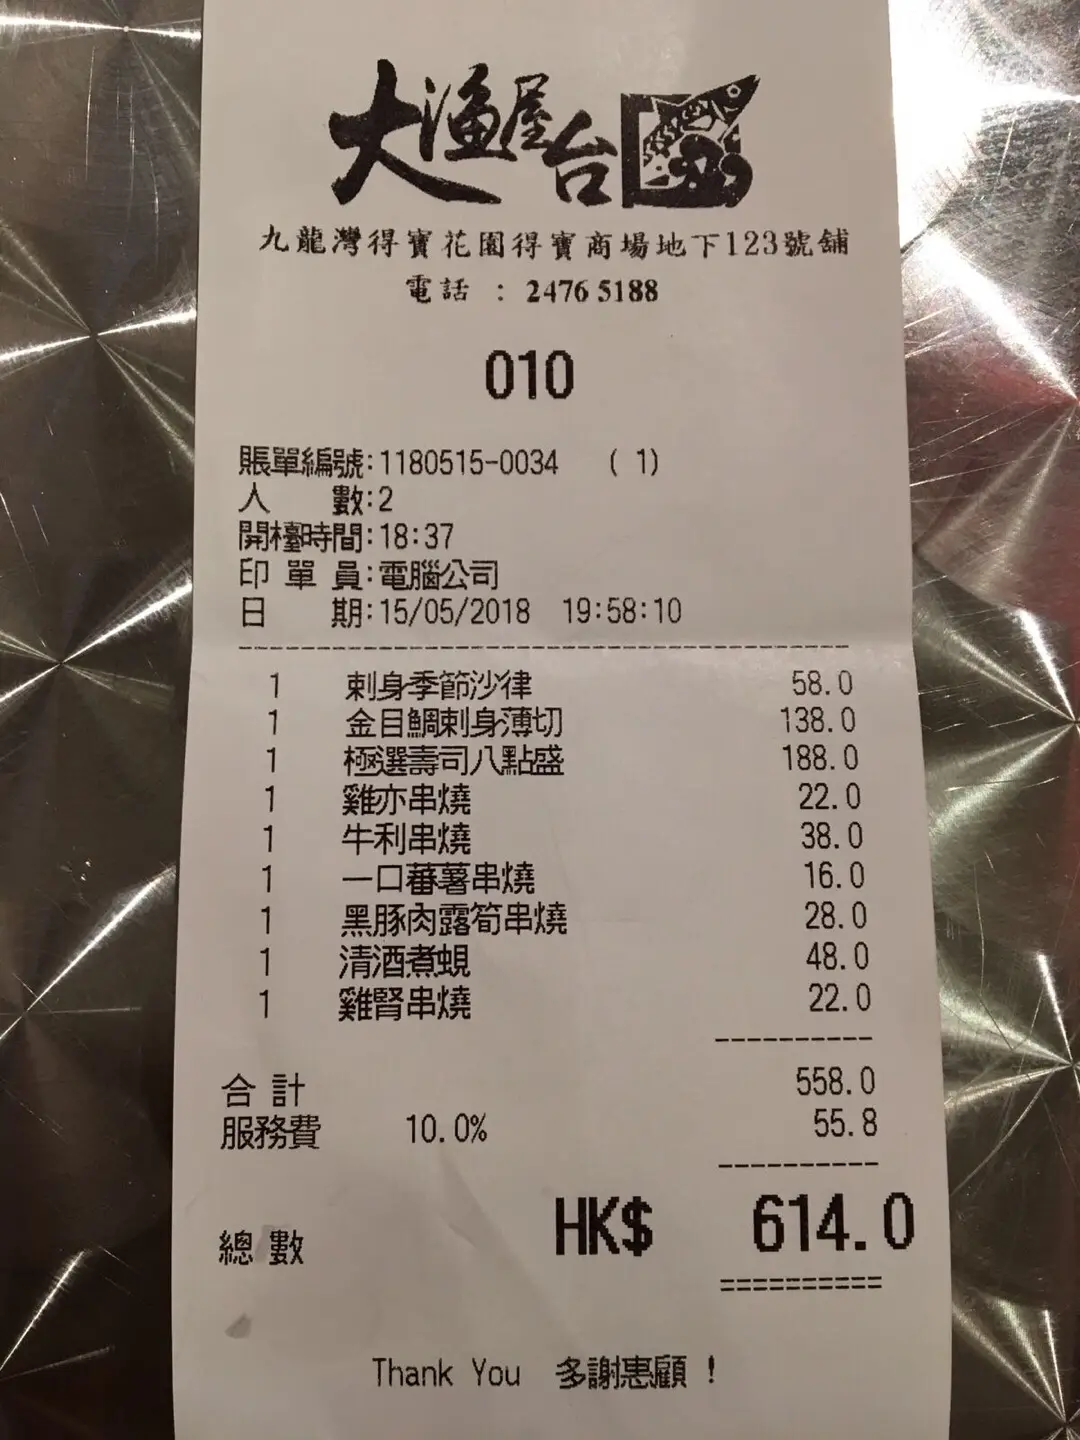 大漁屋台
九龍灣得寶花園得寶商場地下123號舖
電話 : 2476 5188
010
賬單編號:1180515-0034 ( 1)
人 數:2
開檯時間:18:37
印 單 員:電腦公司
日 期:15/05/2018 19:58:10
1 刺身季節沙律 58.0
1 金目鯛刺身薄切 138.0
1 極選壽司八點盛 188.0
1 雞亦串燒 22.0
1 牛利串燒 38.0
1 一口蕃薯串燒 16.0
1 黑豚肉露筍串燒 28.0
1 清酒煮蜆 48.0
1 雞腎串燒 22.0
合 計 558.0
服務費 10.0% 55.8
總 數 HK$ 614.0
Thank You 多謝惠顧 !